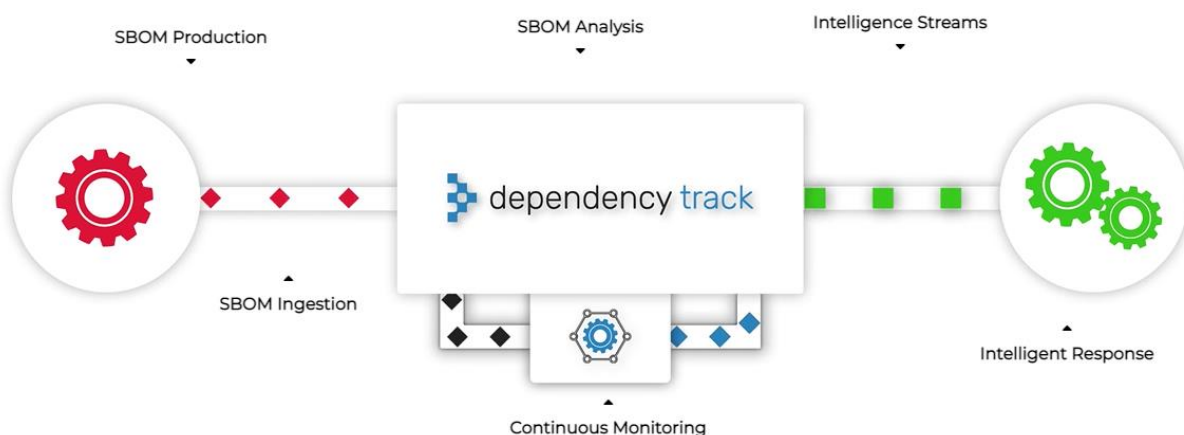 SBOM Production
SBOM Analysis
Intelligence Streams
dependency track
SBOM Ingestion
Intelligent Response
Continuous Monitoring